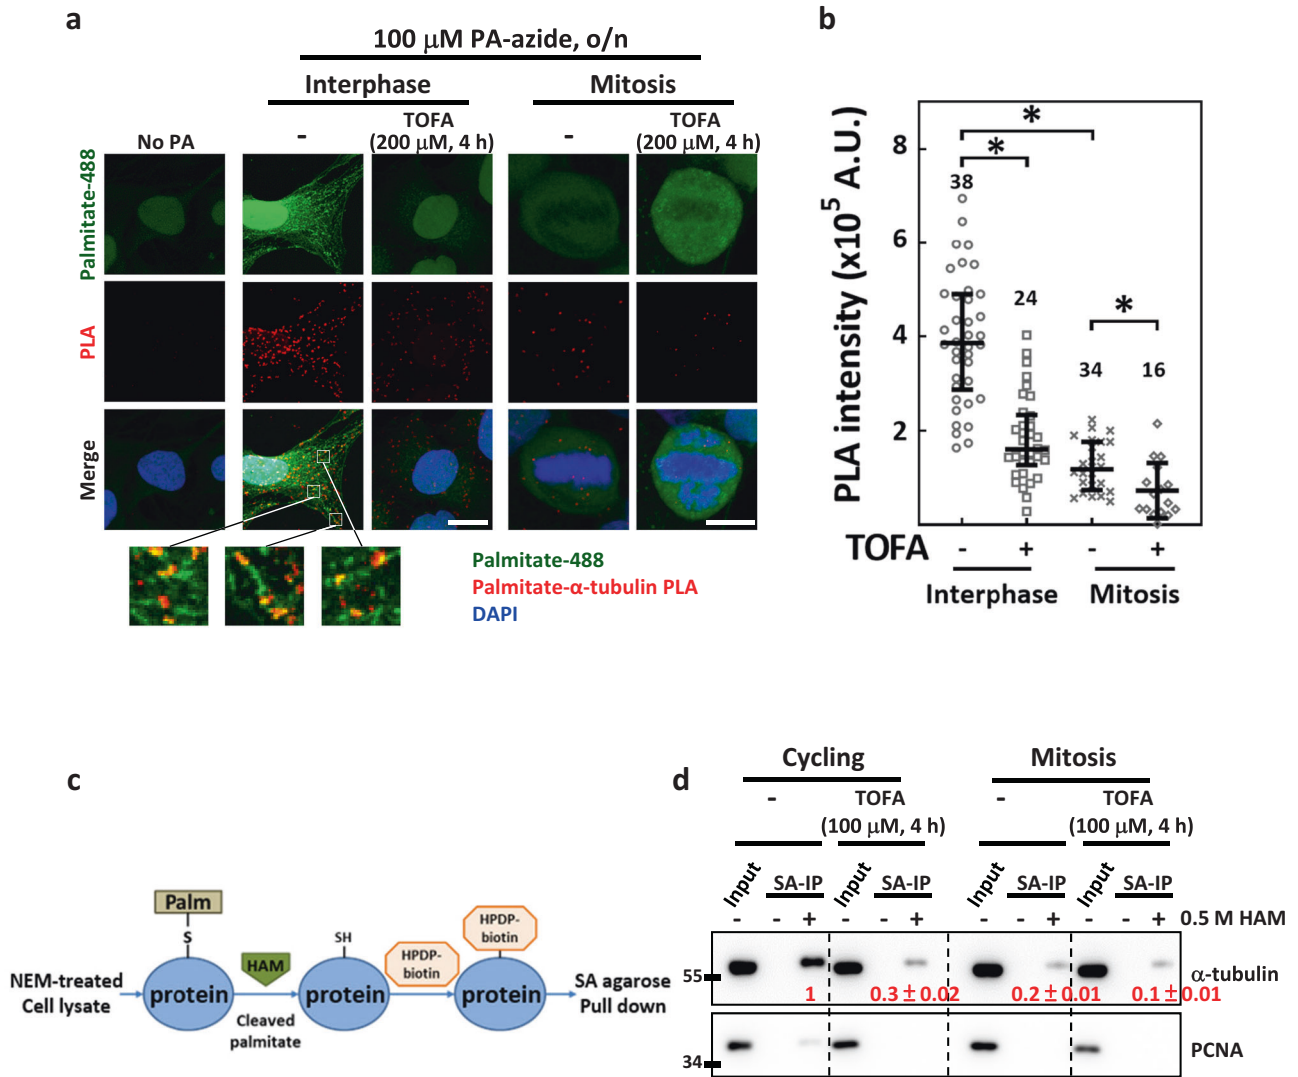 a
100 μM PA-azide, o/n
Interphase
Mitosis
No PA
-
TOFA
(200 μM, 4 h)
-
TOFA
(200 μM, 4 h)
Palmitate-488
PLA
Merge
Palmitate-488
Palmitate-α-tubulin PLA
DAPI
b
PLA intensity (x10⁵ A.U.)
8
6
4
2
*
*
*
38
24
34
16
TOFA - + - +
Interphase Mitosis
c
Palm
S
SH
HPDP-
biotin
HAM
HPDP-
biotin
NEM-treated
Cell lysate
protein
protein
protein
SA agarose
Pull down
Cleaved
palmitate
d
Cycling
Mitosis
- TOFA - TOFA
(100 μM, 4 h) (100 μM, 4 h)
Input SA-IP Input SA-IP Input SA-IP Input SA-IP
- - + - - + - - + - - + 0.5 M HAM
55
α-tubulin
1 0.3 ± 0.02 0.2 ± 0.01 0.1 ± 0.01
34
PCNA